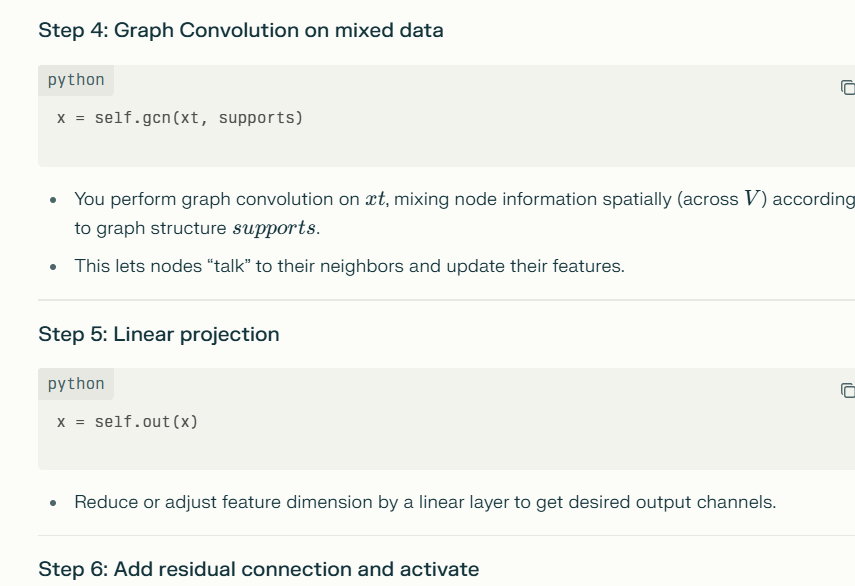 Step 4: Graph Convolution on mixed data
python
x = self.gcn(xt, supports)
You perform graph convolution on xt, mixing node information spatially (across V) according
to graph structure supports.
This lets nodes “talk” to their neighbors and update their features.
Step 5: Linear projection
python
x = self.out(x)
Reduce or adjust feature dimension by a linear layer to get desired output channels.
Step 6: Add residual connection and activate